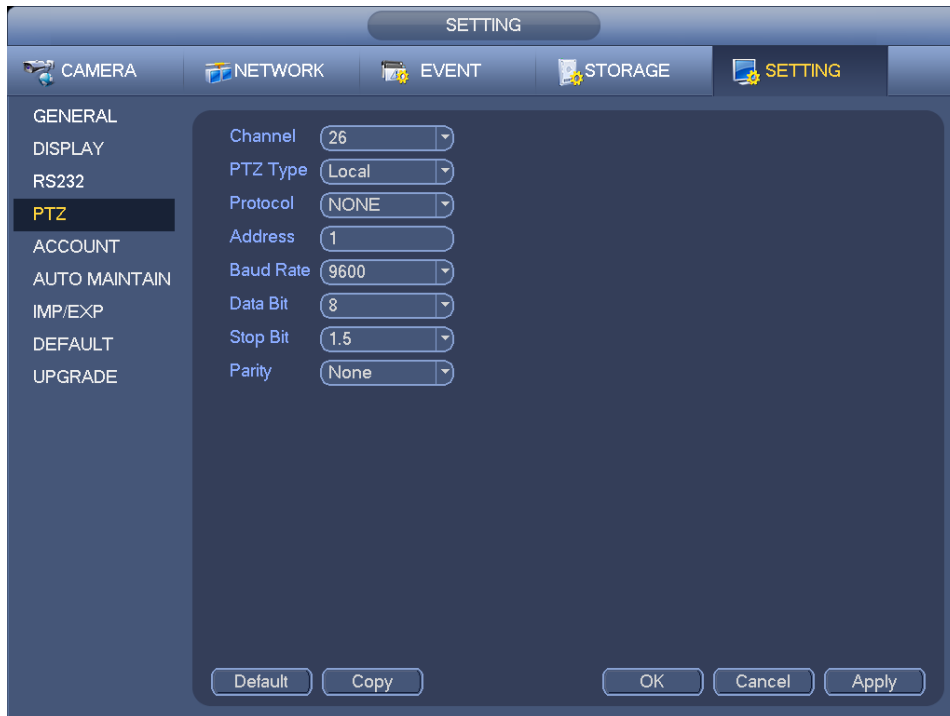 SETTING
CAMERA NETWORK EVENT STORAGE SETTING
GENERAL
DISPLAY
RS232
PTZ
ACCOUNT
AUTO MAINTAIN
IMP/EXP
DEFAULT
UPGRADE
Channel 26
PTZ Type Local
Protocol NONE
Address 1
Baud Rate 9600
Data Bit 8
Stop Bit 1.5
Parity None
Default Copy OK Cancel Apply